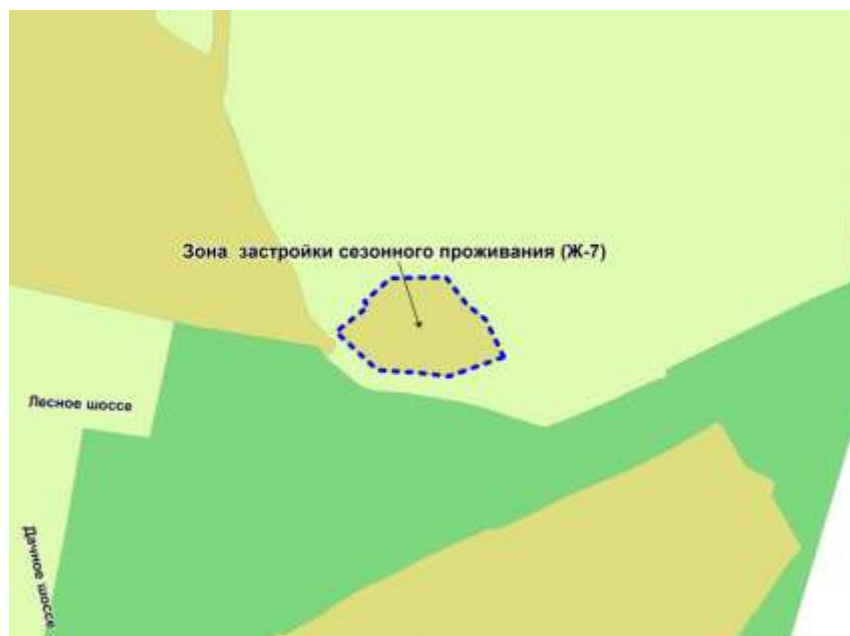 Зона застройки сезонного проживания (Ж-7)
Лесное шоссе
Дачное шоссе